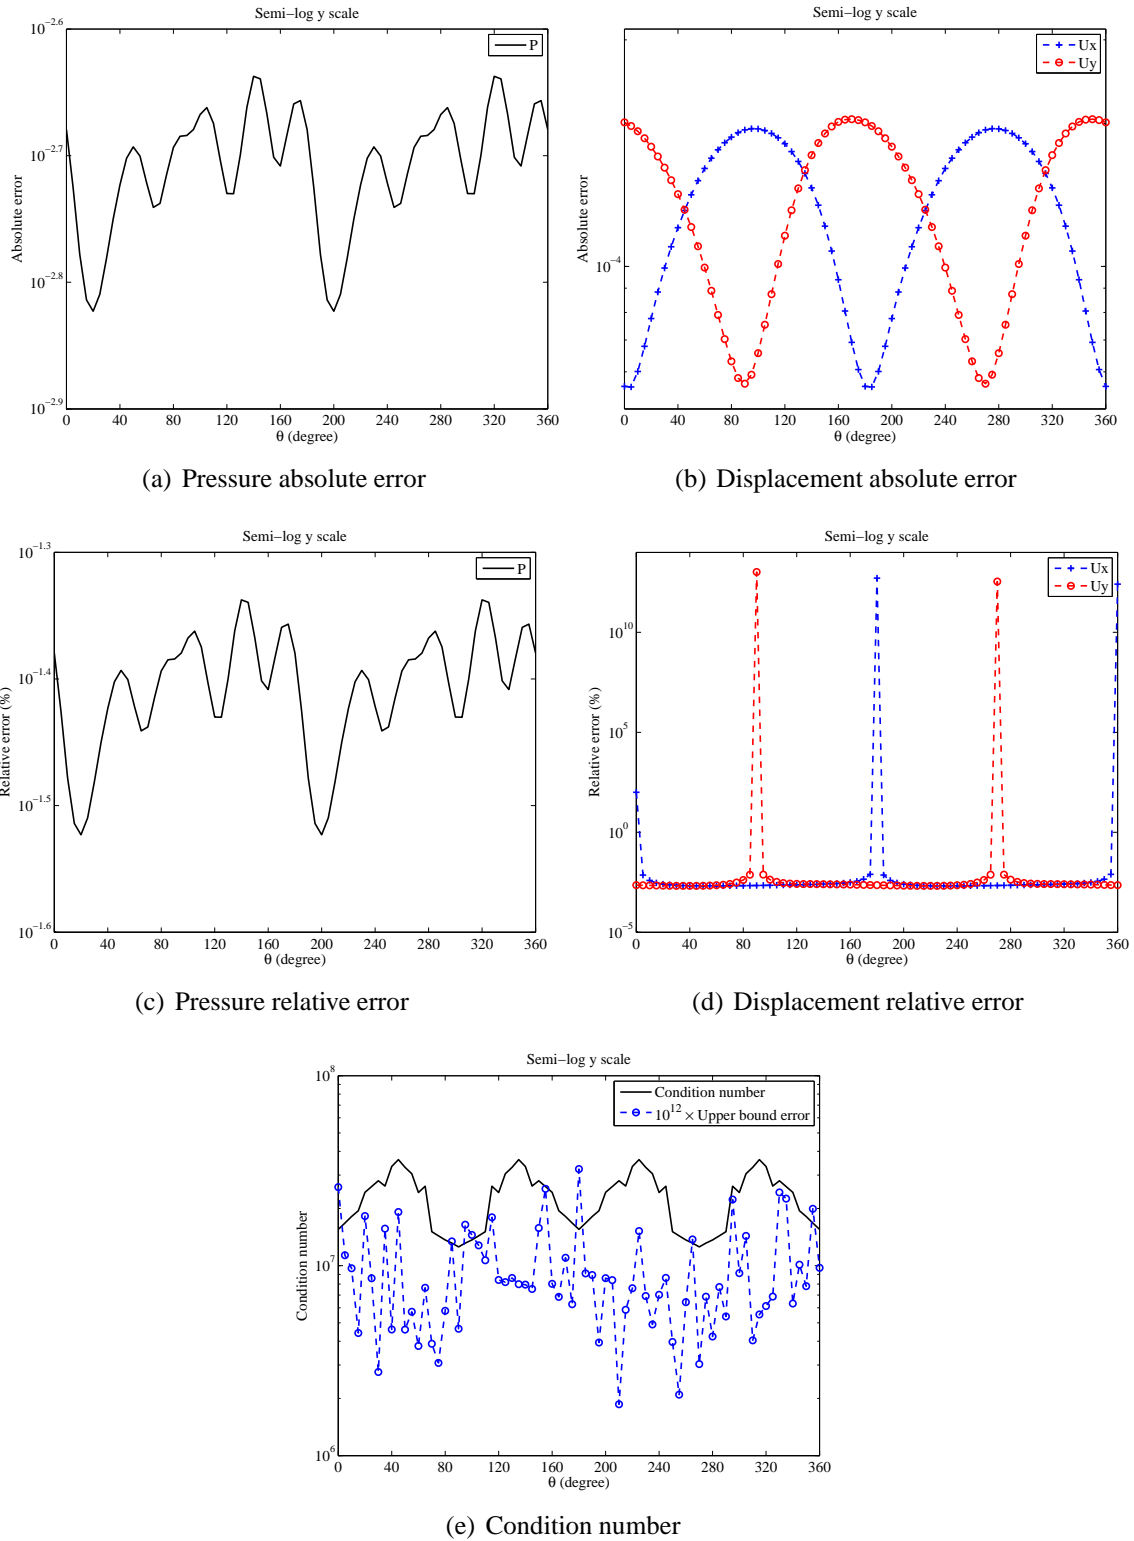 Semi−log y scale
10^−2.6
10^−2.7
10^−2.8
10^−2.9
Absolute error
P
0 40 80 120 160 200 240 280 320 360
θ (degree)
(a) Pressure absolute error
Semi−log y scale
10^−4
Absolute error
Ux
Uy
0 40 80 120 160 200 240 280 320 360
θ (degree)
(b) Displacement absolute error
Semi−log y scale
10^−1.3
10^−1.4
10^−1.5
10^−1.6
Relative error (%)
P
0 40 80 120 160 200 240 280 320 360
θ (degree)
(c) Pressure relative error
Semi−log y scale
10^10
10^5
10^0
10^−5
Relative error (%)
Ux
Uy
0 40 80 120 160 200 240 280 320 360
θ (degree)
(d) Displacement relative error
Semi−log y scale
10^8
10^7
10^6
Condition number
Condition number
10^12 × Upper bound error
0 40 80 120 160 200 240 280 320 360
θ (degree)
(e) Condition number